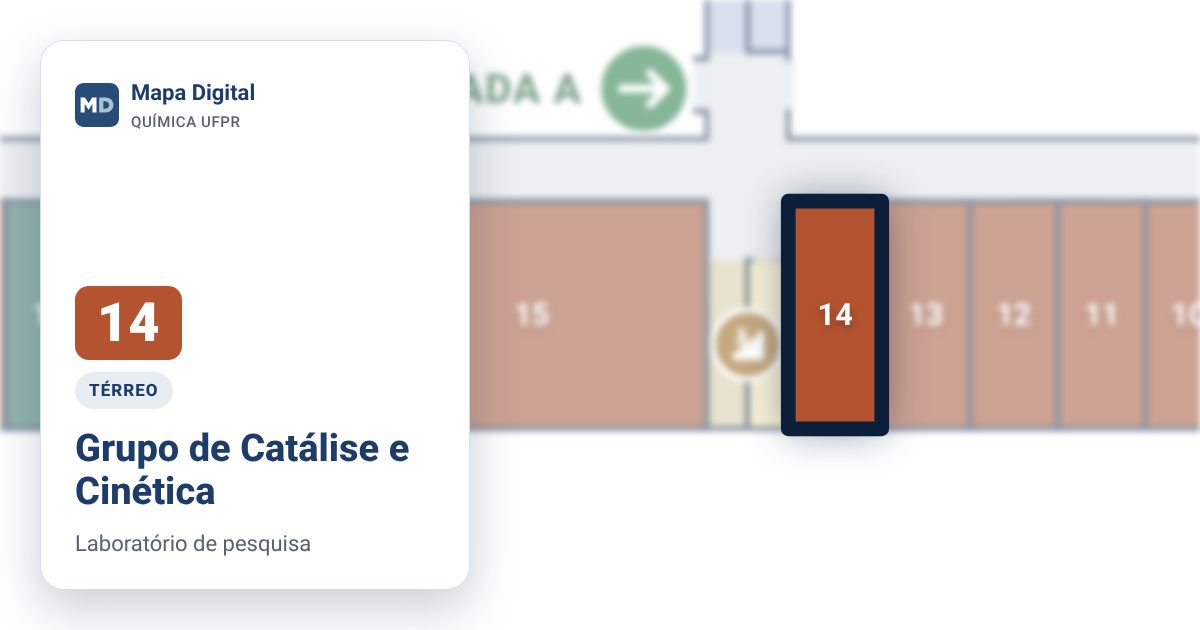 MD
Mapa Digital
QUÍMICA UFPR
14
TÉRREO
Grupo de Catálise e
Cinética
Laboratório de pesquisa
ADA A
15
14
13
12
11
10